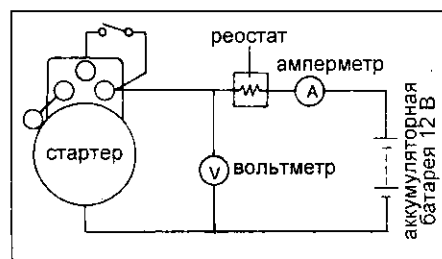 реостат
амперметр
A
стартер
V
вольтметр
аккумуляторная
батарея 12 В